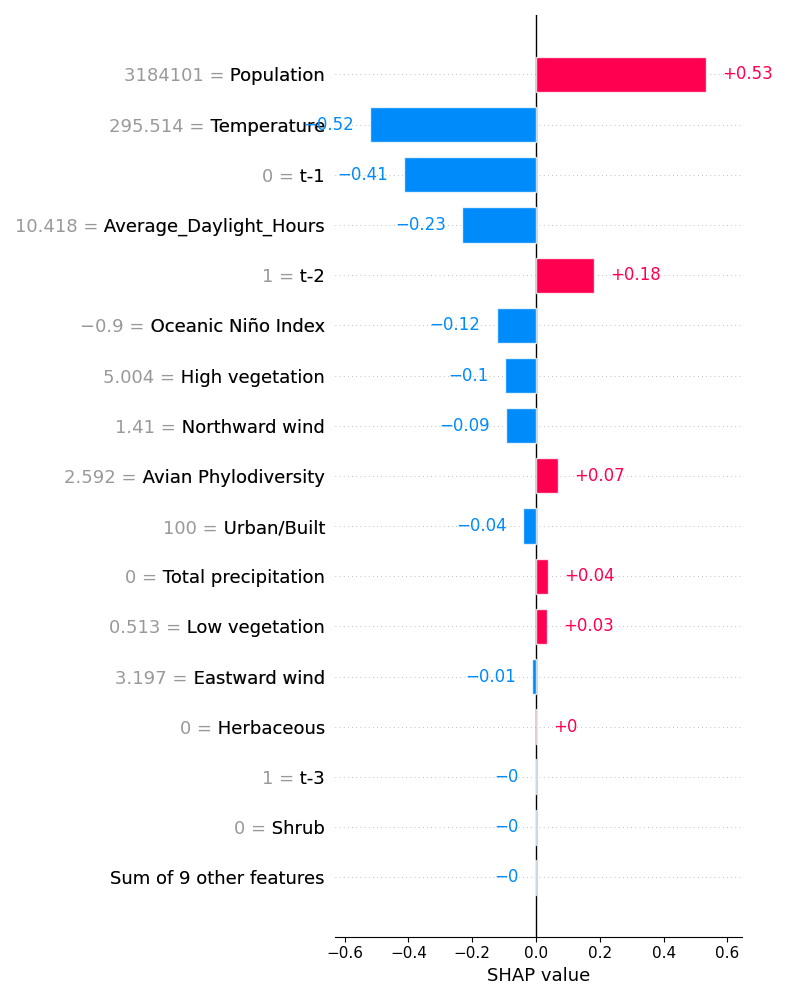 3184101 = Population +0.53
295.514 = Temperature −0.52
0 = t-1 −0.41
10.418 = Average_Daylight_Hours −0.23
1 = t-2 +0.18
−0.9 = Oceanic Niño Index −0.12
5.004 = High vegetation −0.1
1.41 = Northward wind −0.09
2.592 = Avian Phylodiversity +0.07
100 = Urban/Built −0.04
0 = Total precipitation +0.04
0.513 = Low vegetation +0.03
3.197 = Eastward wind −0.01
0 = Herbaceous +0
1 = t-3 −0
0 = Shrub −0
Sum of 9 other features −0
−0.6 −0.4 −0.2 0.0 0.2 0.4 0.6
SHAP value